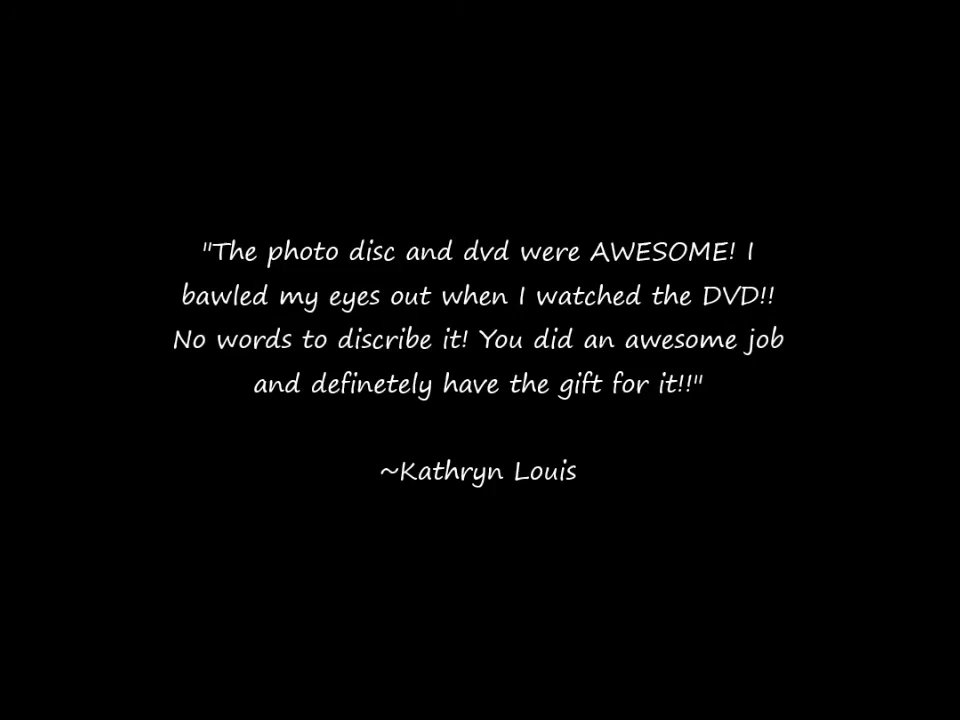 "The photo disc and dvd were AWESOME! I
bawled my eyes out when I watched the DVD!!
No words to discribe it! You did an awesome job
and definetely have the gift for it!!"
~Kathryn Louis